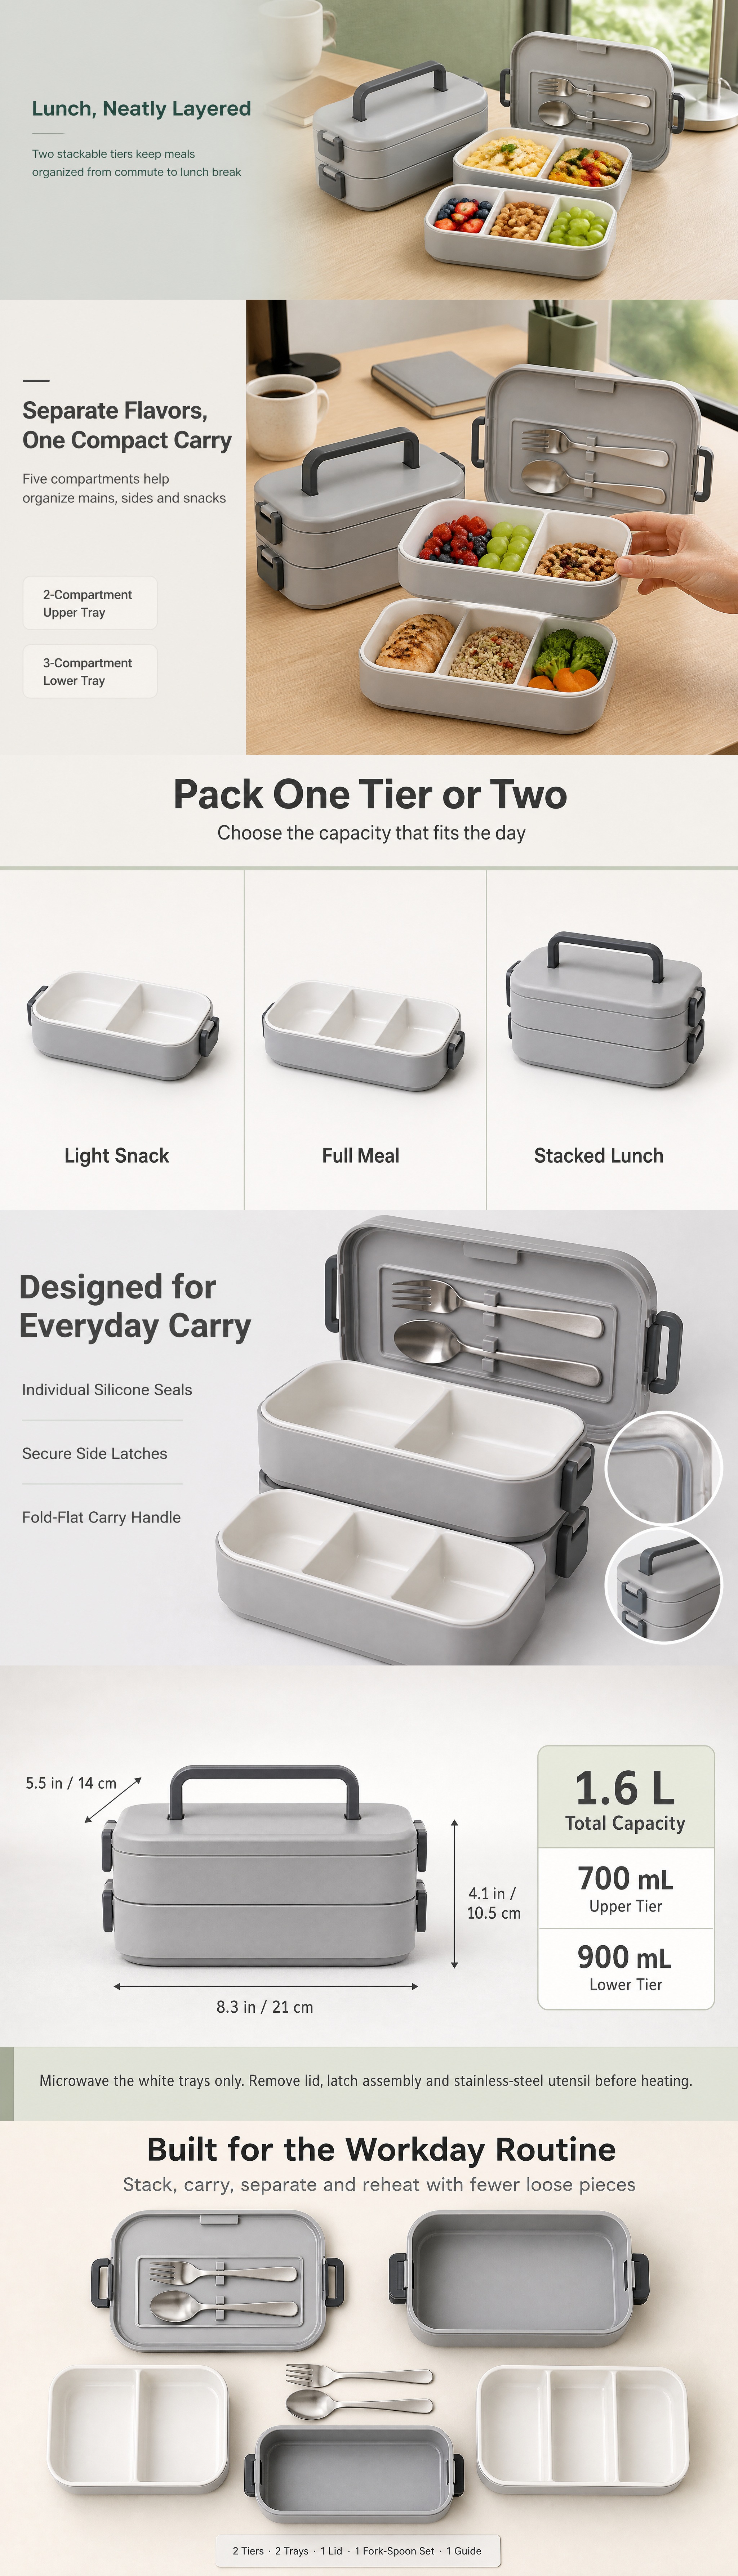 Lunch, Neatly Layered
Two stackable tiers keep meals
organized from commute to lunch break
Separate Flavors,
One Compact Carry
Five compartments help
organize mains, sides and snacks
2-Compartment
Upper Tray
3-Compartment
Lower Tray
Pack One Tier or Two
Choose the capacity that fits the day
Light Snack
Full Meal
Stacked Lunch
Designed for
Everyday Carry
Individual Silicone Seals
Secure Side Latches
Fold-Flat Carry Handle
5.5 in / 14 cm
4.1 in /
10.5 cm
8.3 in / 21 cm
1.6 L
Total Capacity
700 mL
Upper Tier
900 mL
Lower Tier
Microwave the white trays only. Remove lid, latch assembly and stainless-steel utensil before heating.
Built for the Workday Routine
Stack, carry, separate and reheat with fewer loose pieces
2 Tiers · 2 Trays · 1 Lid · 1 Fork-Spoon Set · 1 Guide